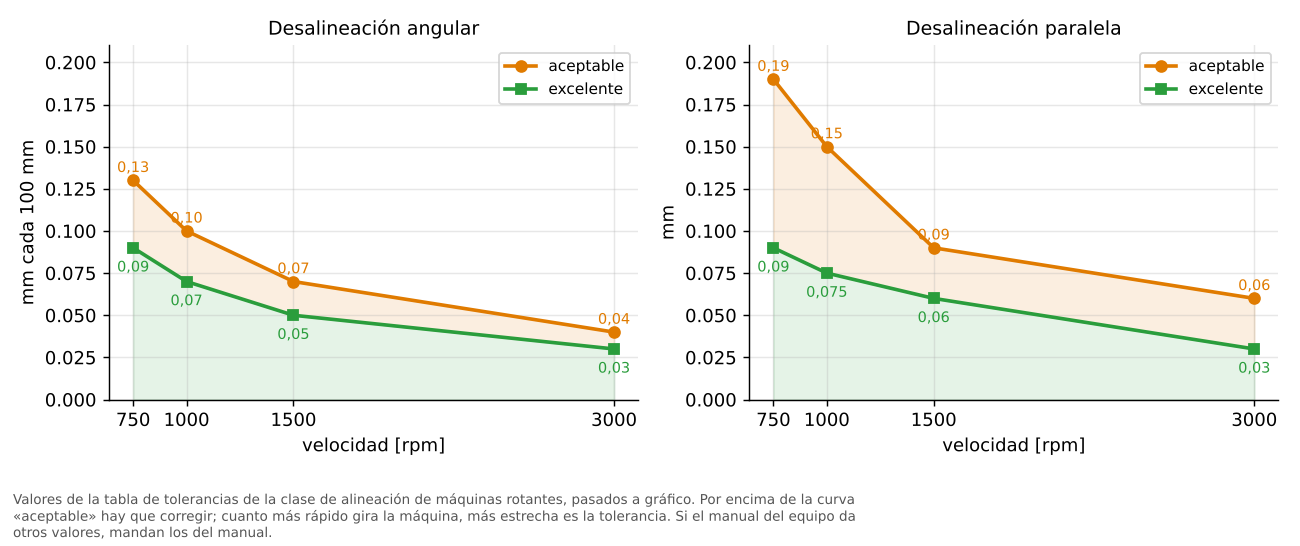 Desalineación angular
0.200
0.175
0.150
0.125
0.100
0.075
0.050
0.025
0.000
mm cada 100 mm
0,13
0,10
0,07
0,04
0,09
0,07
0,05
0,03
aceptable
excelente
750 1000 1500 3000
velocidad [rpm]
Desalineación paralela
0.200
0.175
0.150
0.125
0.100
0.075
0.050
0.025
0.000
mm
0,19
0,15
0,09
0,06
0,09
0,075
0,06
0,03
aceptable
excelente
750 1000 1500 3000
velocidad [rpm]
Valores de la tabla de tolerancias de la clase de alineación de máquinas rotantes, pasados a gráfico. Por encima de la curva
«aceptable» hay que corregir; cuanto más rápido gira la máquina, más estrecha es la tolerancia. Si el manual del equipo da
otros valores, mandan los del manual.